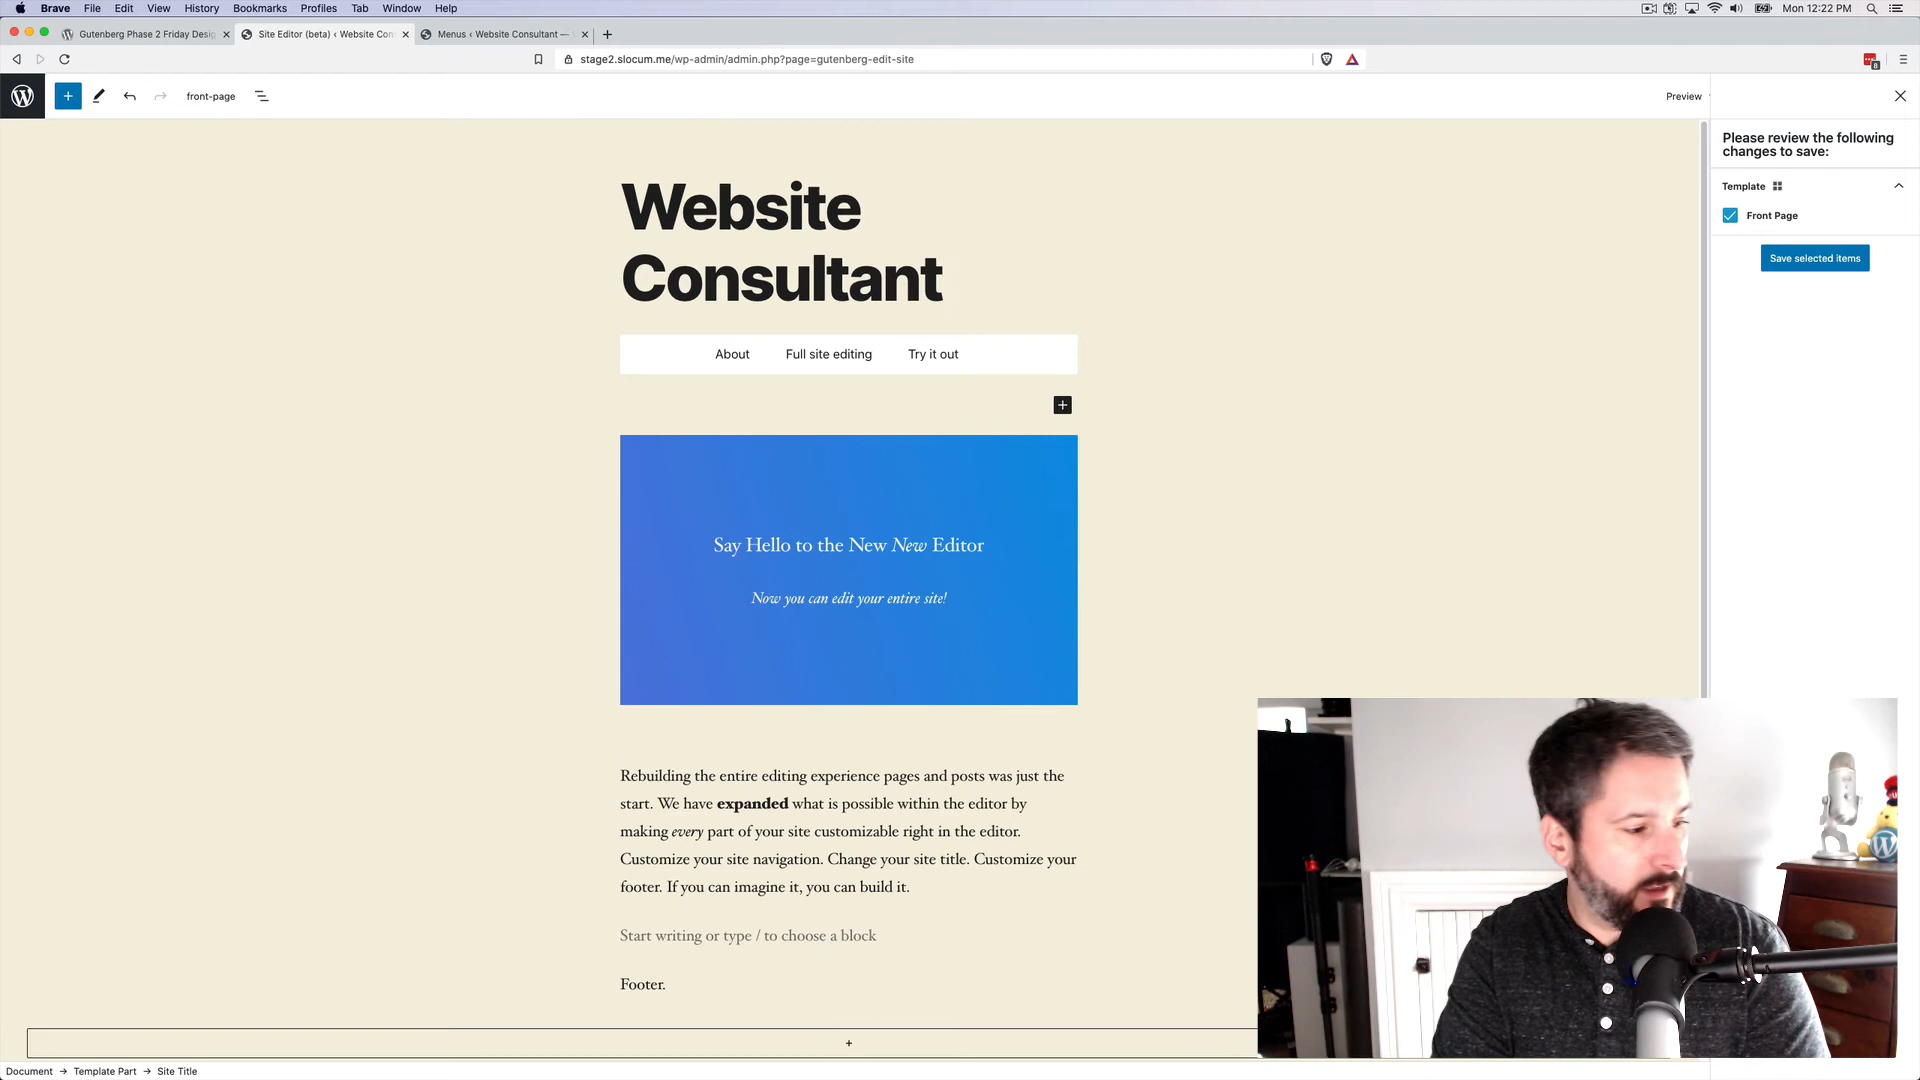 Brave File Edit View History Bookmarks Profiles Tab Window Help Mon 12:22 PM
Gutenberg Phase 2 Friday Desig Site Editor (beta) ‹ Website Con Menus ‹ Website Consultant —
stage2.slocum.me/wp-admin/admin.php?page=gutenberg-edit-site
front-page Preview
Please review the following
changes to save:
Template
Front Page
Save selected items
Website
Consultant
About Full site editing Try it out
Say Hello to the New New Editor
Now you can edit your entire site!
Rebuilding the entire editing experience pages and posts was just the
start. We have expanded what is possible within the editor by
making every part of your site customizable right in the editor.
Customize your site navigation. Change your site title. Customize your
footer. If you can imagine it, you can build it.
Start writing or type / to choose a block
Footer.
Document → Template Part → Site Title